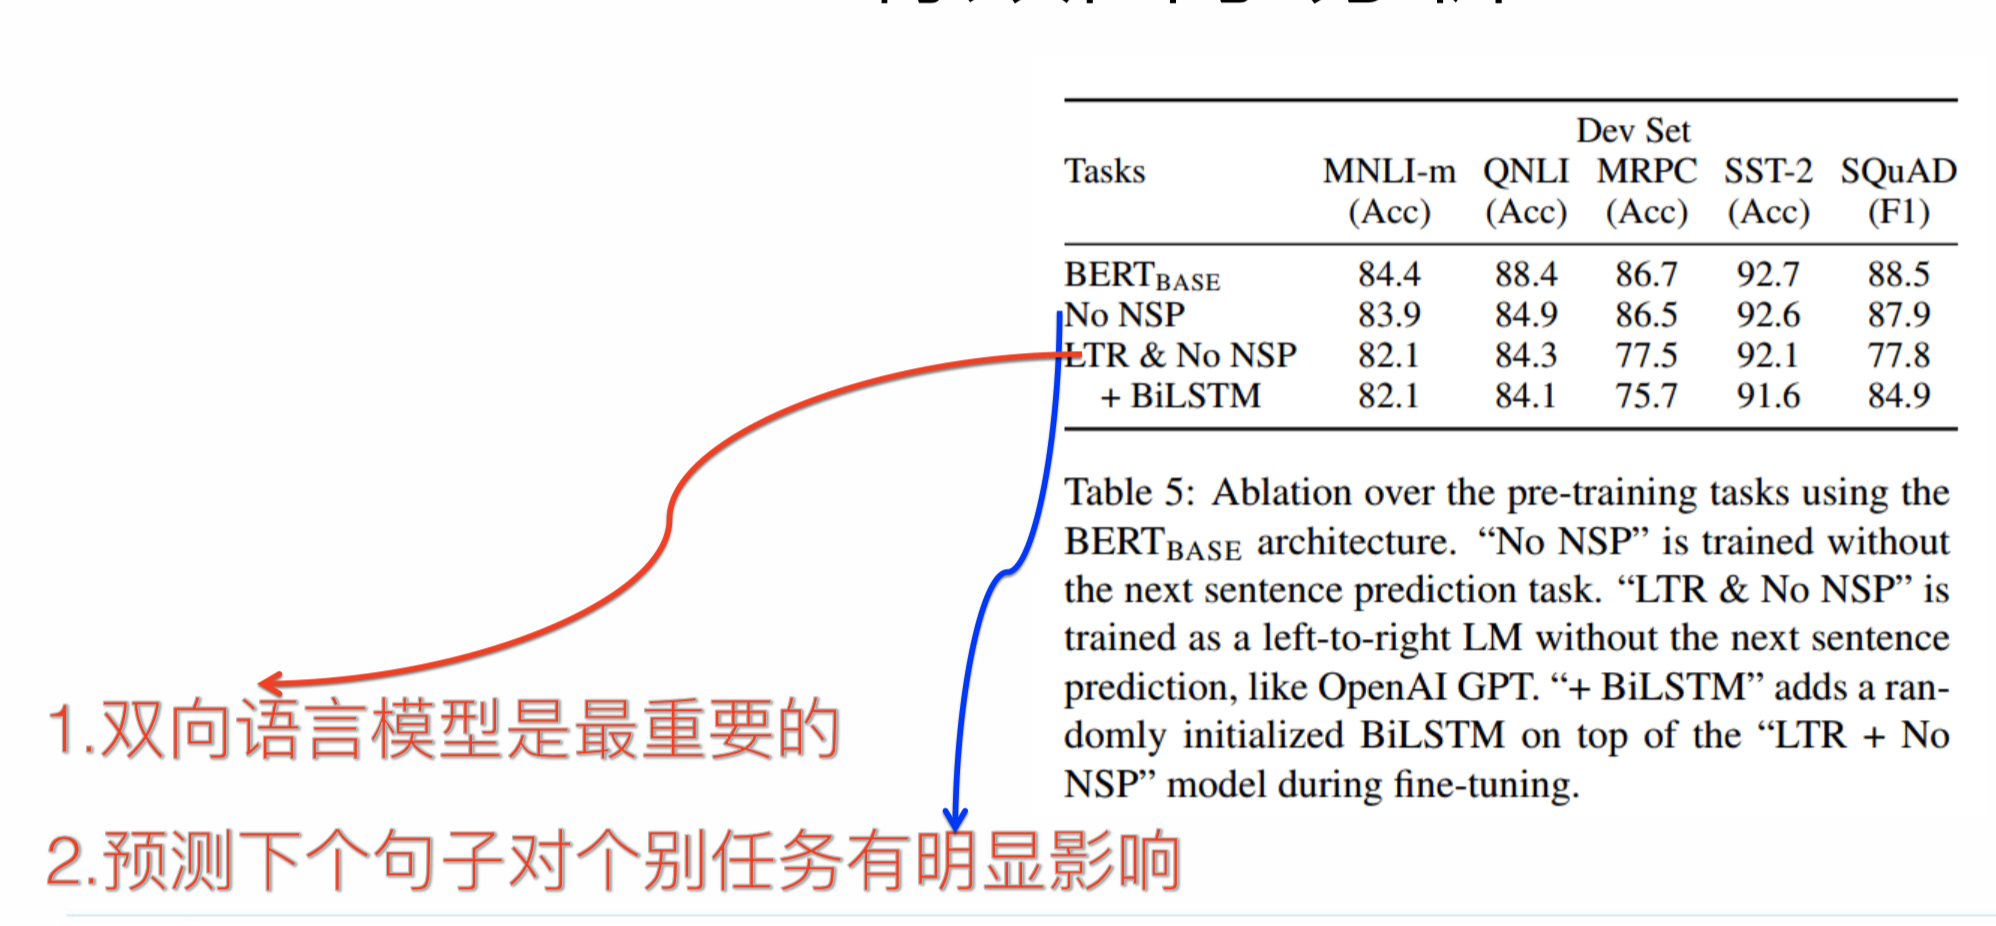 Dev Set
Tasks MNLI-m QNLI MRPC SST-2 SQuAD
(Acc) (Acc) (Acc) (Acc) (F1)
BERTBASE 84.4 88.4 86.7 92.7 88.5
No NSP 83.9 84.9 86.5 92.6 87.9
LTR & No NSP 82.1 84.3 77.5 92.1 77.8
+ BiLSTM 82.1 84.1 75.7 91.6 84.9
Table 5: Ablation over the pre-training tasks using the
BERTBASE architecture. “No NSP” is trained without
the next sentence prediction task. “LTR & No NSP” is
trained as a left-to-right LM without the next sentence
prediction, like OpenAI GPT. “+ BiLSTM” adds a ran-
domly initialized BiLSTM on top of the “LTR + No
NSP” model during fine-tuning.
1.双向语言模型是最重要的
2.预测下个句子对个别任务有明显影响